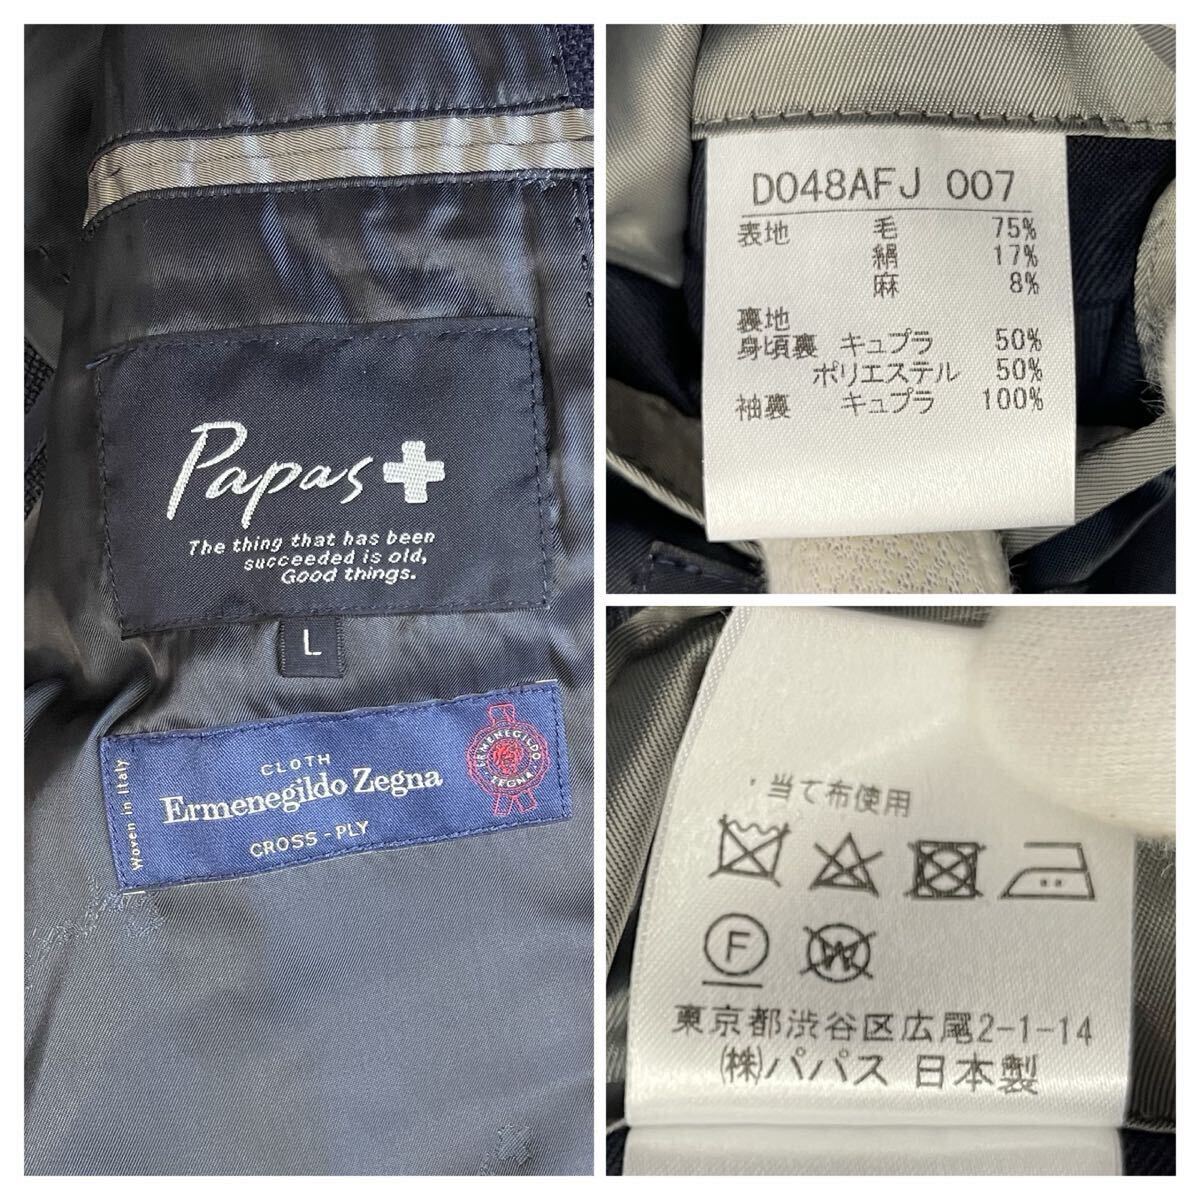 Papas
The thing that has been
succeeded is old,
Good things.
L
Woven in Italy
CLOTH
Ermenegildo Zegna
CROSS-PLY
ERMENEGILDO
ZEGNA
D048AFJ 007
表地 毛 75%
絹 17%
麻 8%
裏地
身頃裏 キュプラ 50%
ポリエステル 50%
袖裏 キュプラ 100%
・当て布使用
F W
東京都渋谷区広尾2-1-14
㈱パパス 日本製